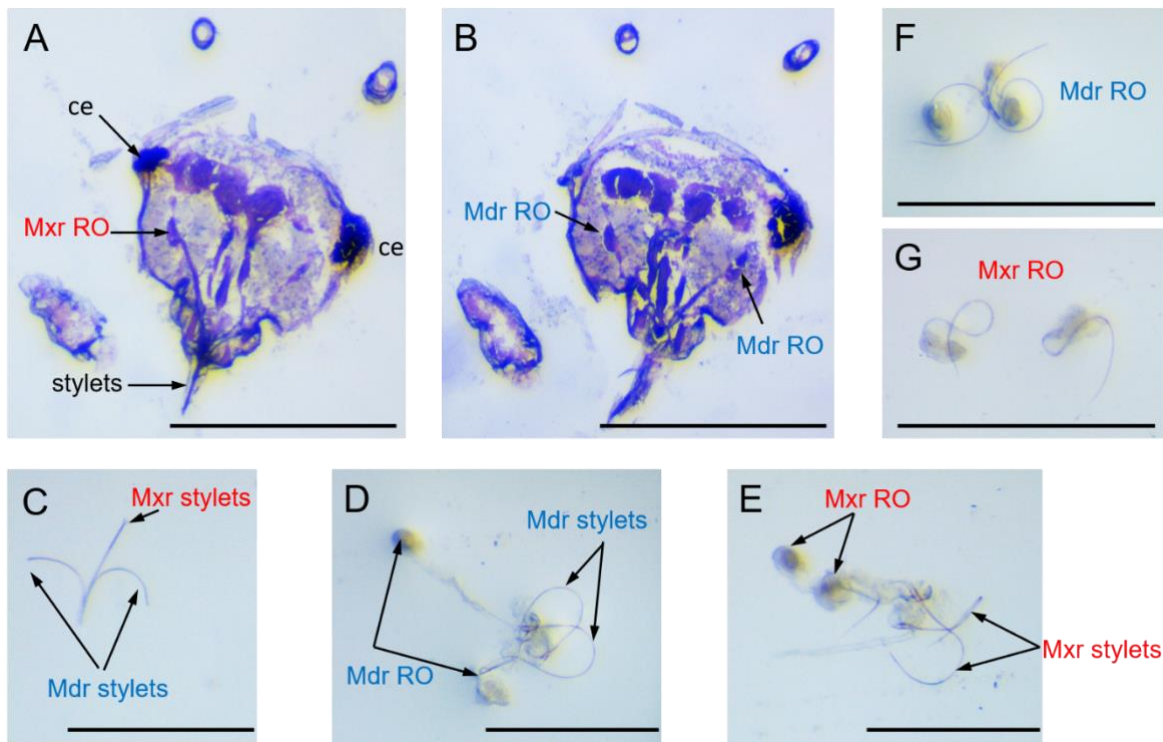 A
ce
Mxr RO
ce
stylets
B
Mdr RO
Mdr RO
F
Mdr RO
G
Mxr RO
C
Mxr stylets
Mdr stylets
D
Mdr stylets
Mdr RO
E
Mxr RO
Mxr stylets